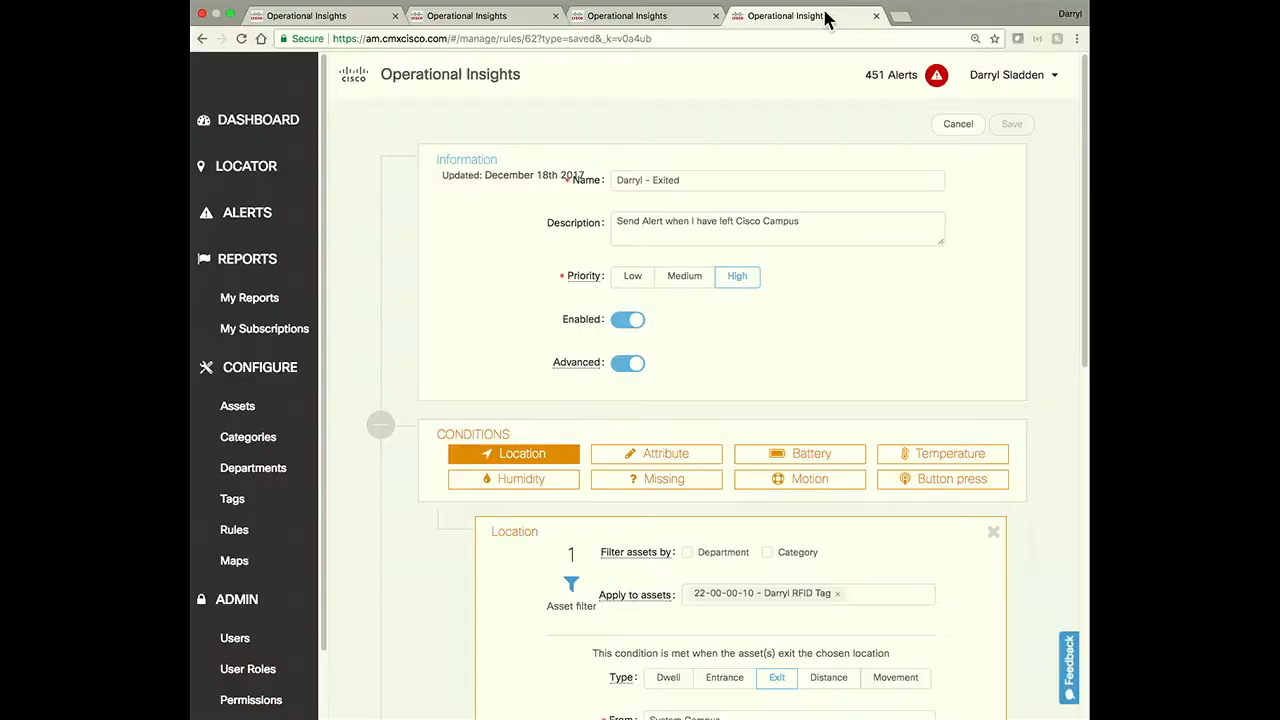 Operational Insights × Operational Insights × Operational Insights × Operational Insight × Darryl
Secure https://am.cmxcisco.com/#/manage/rules/62?type=saved&_k=v0a4ub
cisco Operational Insights 451 Alerts Darryl Sladden
DASHBOARD
LOCATOR
ALERTS
REPORTS
My Reports
My Subscriptions
CONFIGURE
Assets
Categories
Departments
Tags
Rules
Maps
ADMIN
Users
User Roles
Permissions
Cancel Save
Information
Updated: December 18th 2017
* Name: Darryl - Exited
Description: Send Alert when I have left Cisco Campus
* Priority: Low Medium High
Enabled:
Advanced:
CONDITIONS
Location Attribute Battery Temperature
Humidity ? Missing Motion Button press
Location
1 Filter assets by: Department Category
Asset filter Apply to assets: 22-00-00-10 - Darryl RFID Tag ×
This condition is met when the asset(s) exit the chosen location
Type: Dwell Entrance Exit Distance Movement
* From: System Campus
Feedback